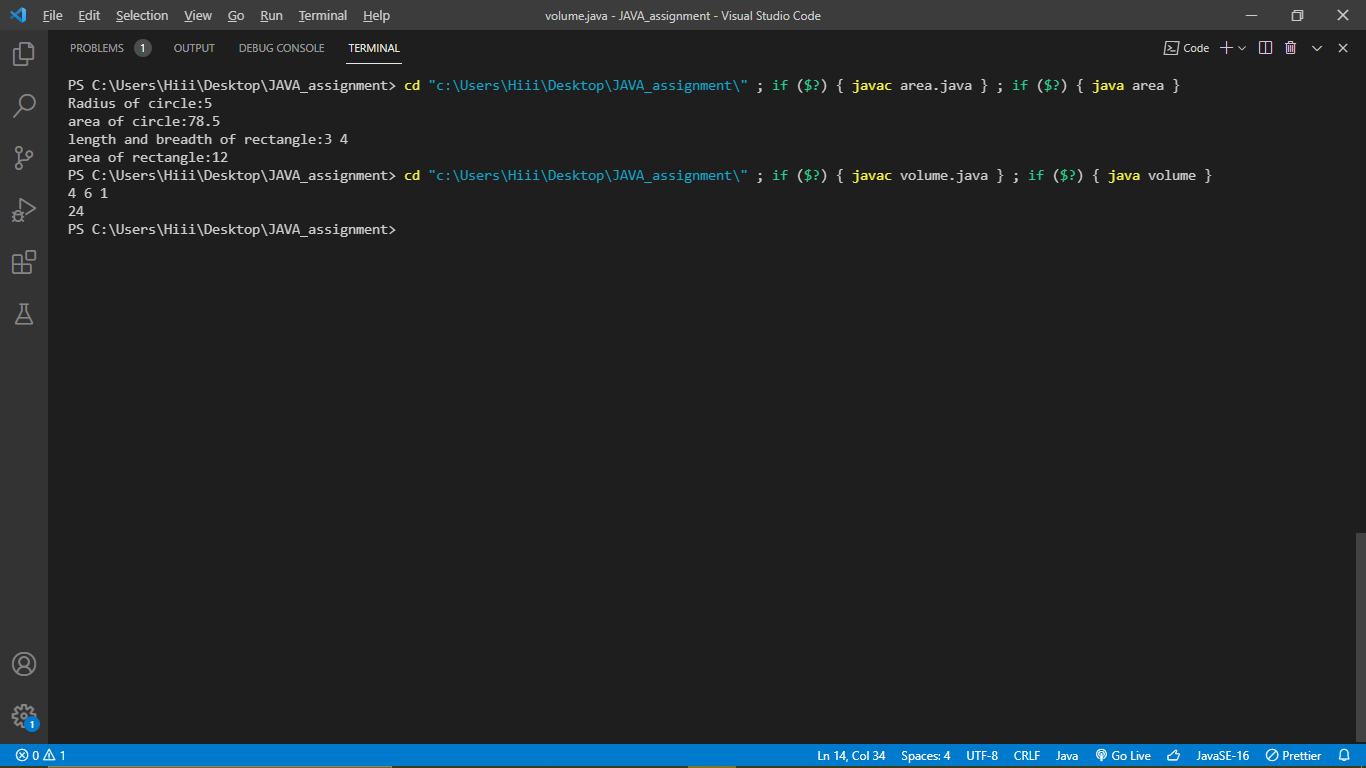 File Edit Selection View Go Run Terminal Help volume.java - JAVA_assignment - Visual Studio Code
PROBLEMS 1 OUTPUT DEBUG CONSOLE TERMINAL Code
PS C:\Users\Hiii\Desktop\JAVA_assignment> cd "c:\Users\Hiii\Desktop\JAVA_assignment\" ; if ($?) { javac area.java } ; if ($?) { java area }
Radius of circle:5
area of circle:78.5
length and breadth of rectangle:3 4
area of rectangle:12
PS C:\Users\Hiii\Desktop\JAVA_assignment> cd "c:\Users\Hiii\Desktop\JAVA_assignment\" ; if ($?) { javac volume.java } ; if ($?) { java volume }
4 6 1
24
PS C:\Users\Hiii\Desktop\JAVA_assignment>
1
0 1 Ln 14, Col 34 Spaces: 4 UTF-8 CRLF Java Go Live JavaSE-16 Prettier